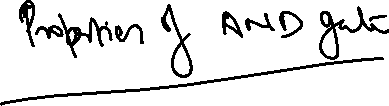 Properties of AND gate